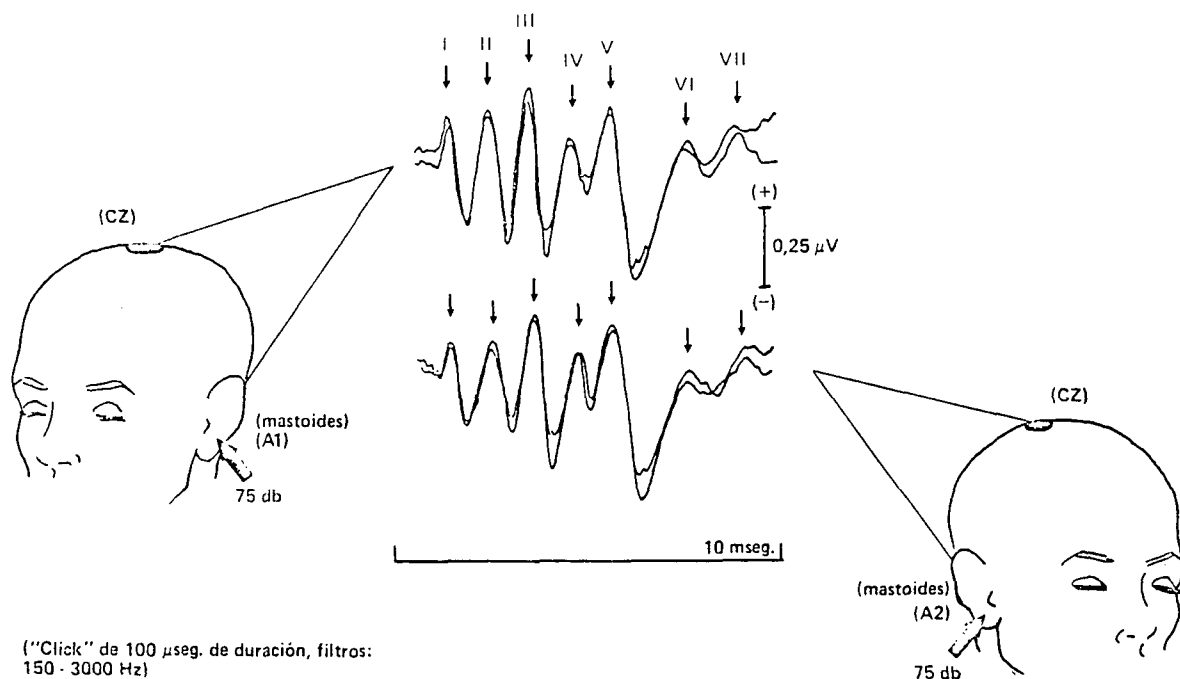 I II III IV V VI VII
(CZ)
(+)
0,25 µV
(-)
(mastoides)
(A1)
75 db
10 mseg.
(CZ)
(mastoides)
(A2)
75 db
("Click" de 100 µseg. de duración, filtros:
150 - 3000 Hz)